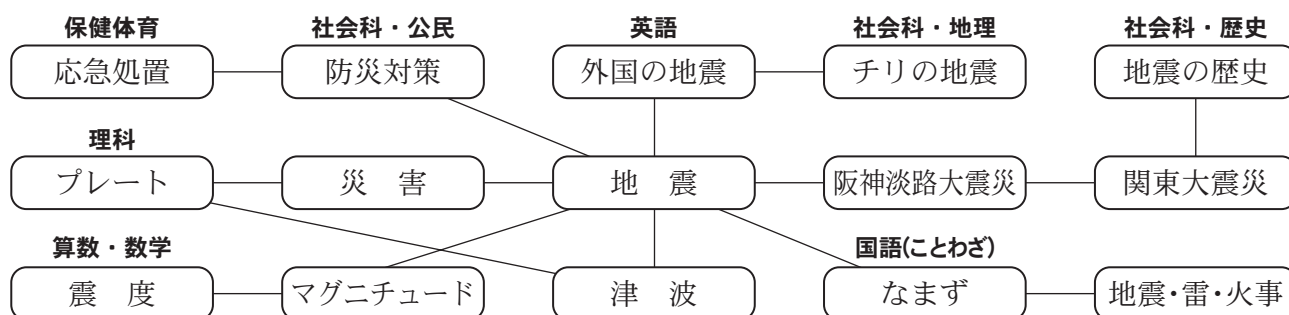 保健体育 社会科・公民 英語 社会科・地理 社会科・歴史
応急処置 防災対策 外国の地震 チリの地震 地震の歴史
理科
プレート 災 害 地 震 阪神淡路大震災 関東大震災
算数・数学 国語(ことわざ)
震 度 マグニチュード 津 波 なまず 地震・雷・火事